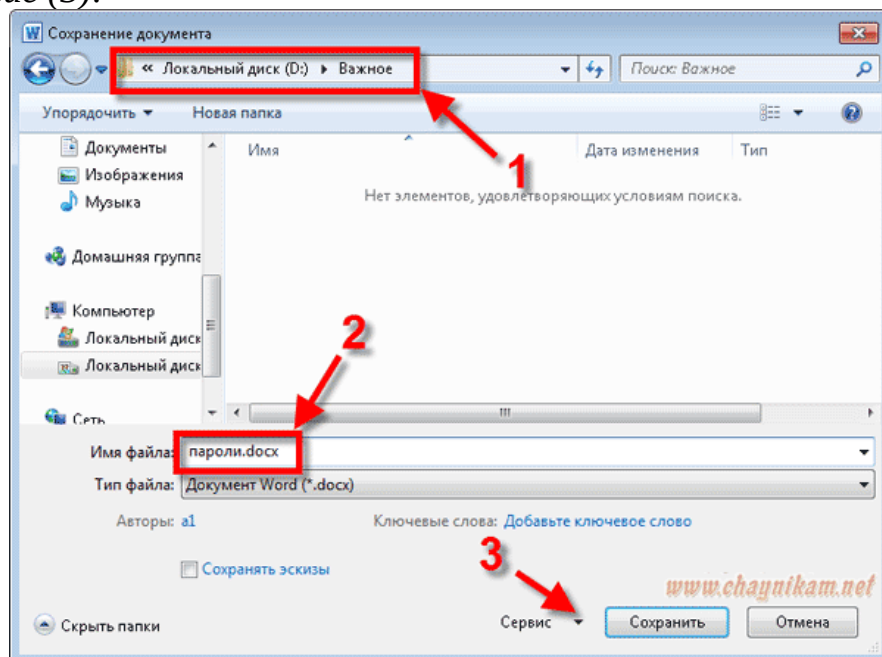 (3).
Сохранение документа
« Локальный диск (D:) ▸ Важное
Поиск: Важное
Упорядочить ▾ Новая папка
Документы
Изображения
Музыка
Домашняя группа
Компьютер
Локальный диск
Локальный диск
Сеть
Имя Дата изменения Тип
Нет элементов, удовлетворяющих условиям поиска.
1
2
Имя файла: пароли.docx
Тип файла: Документ Word (*.docx)
Авторы: a1 Ключевые слова: Добавьте ключевое слово
Сохранять эскизы
3
www.chaynikam.net
Скрыть папки Сервис ▾ Сохранить Отмена